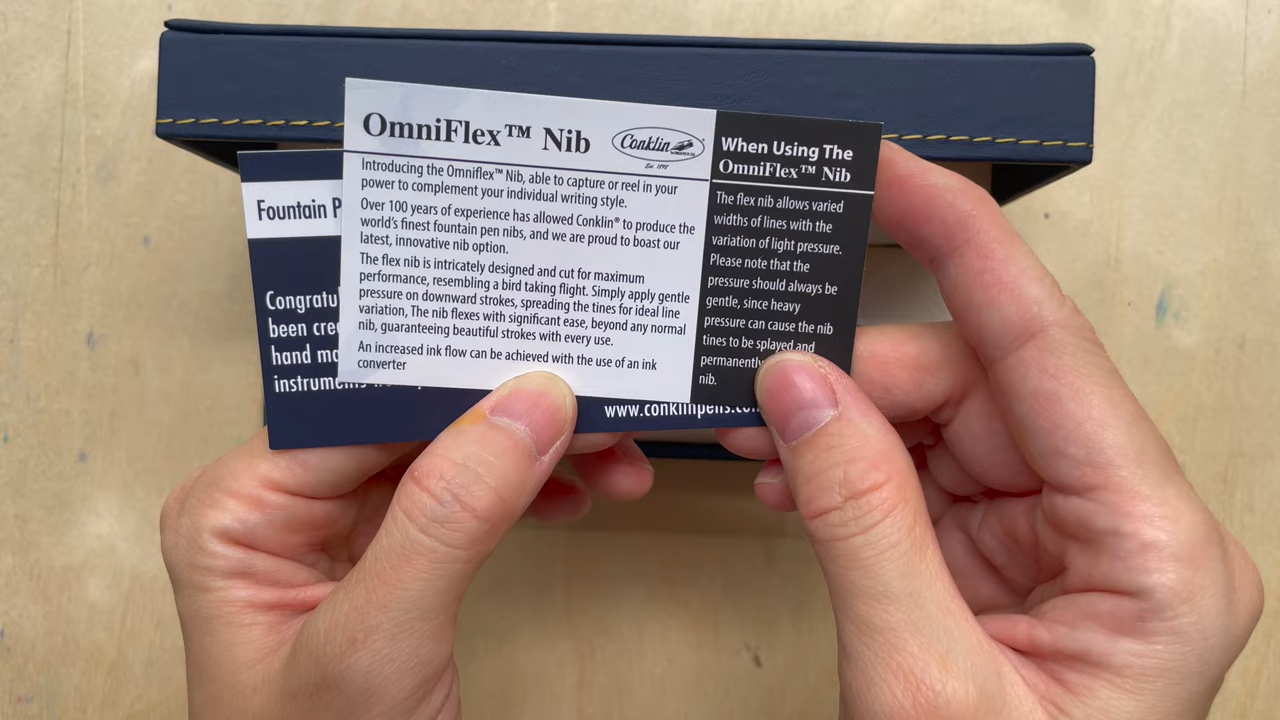 OmniFlex™ Nib
Conklin
Est. 1898
Introducing the Omniflex™ Nib, able to capture or reel in your
power to complement your individual writing style.
Over 100 years of experience has allowed Conklin® to produce the
world's finest fountain pen nibs, and we are proud to boast our
latest, innovative nib option.
The flex nib is intricately designed and cut for maximum
performance, resembling a bird taking flight. Simply apply gentle
pressure on downward strokes, spreading the tines for ideal line
variation, The nib flexes with significant ease, beyond any normal
nib, guaranteeing beautiful strokes with every use.
An increased ink flow can be achieved with the use of an ink
converter
When Using The
OmniFlex™ Nib
The flex nib allows varied
widths of lines with the
variation of light pressure.
Please note that the
pressure should always be
gentle, since heavy
pressure can cause the nib
tines to be splayed and
permanently
nib.
Fountain P
Congratu
been cre
hand ma
instrum
www.conklinpens.co